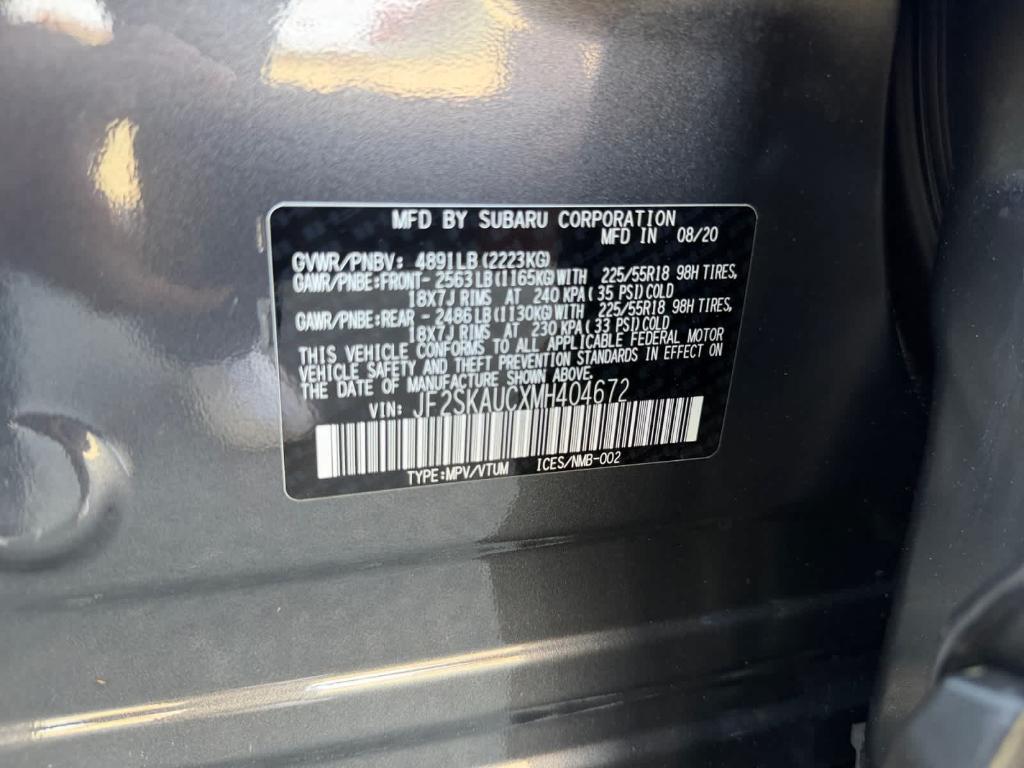 MFD BY SUBARU CORPORATION
MFD IN 08/20
GVWR/PNBV: 4891LB(2223KG)
GAWR/PNBE:FRONT- 2563LB(1165KG)WITH 225/55R18 98H TIRES,
18X7J RIMS AT 240 KPA(35 PSI)COLD
GAWR/PNBE:REAR - 2486LB(1130KG)WITH 225/55R18 98H TIRES,
18X7J RIMS AT 230 KPA(33 PSI)COLD
THIS VEHICLE CONFORMS TO ALL APPLICABLE FEDERAL MOTOR
VEHICLE SAFETY AND THEFT PREVENTION STANDARDS IN EFFECT ON
THE DATE OF MANUFACTURE SHOWN ABOVE.
VIN: JF2SKAUCXMH404672
TYPE:MPV/VTUM ICES/NMB-002